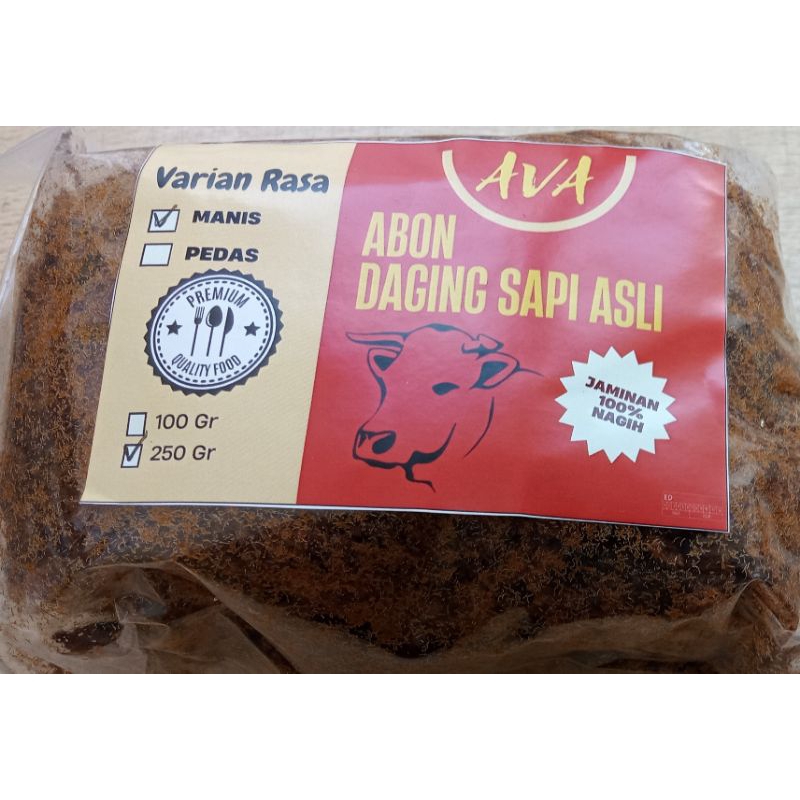 Varian Rasa
MANIS
PEDAS
PREMIUM
QUALITY FOOD
100 Gr
250 Gr
AVA
ABON
DAGING SAPI ASLI
JAMINAN
100%
NAGIH
ED